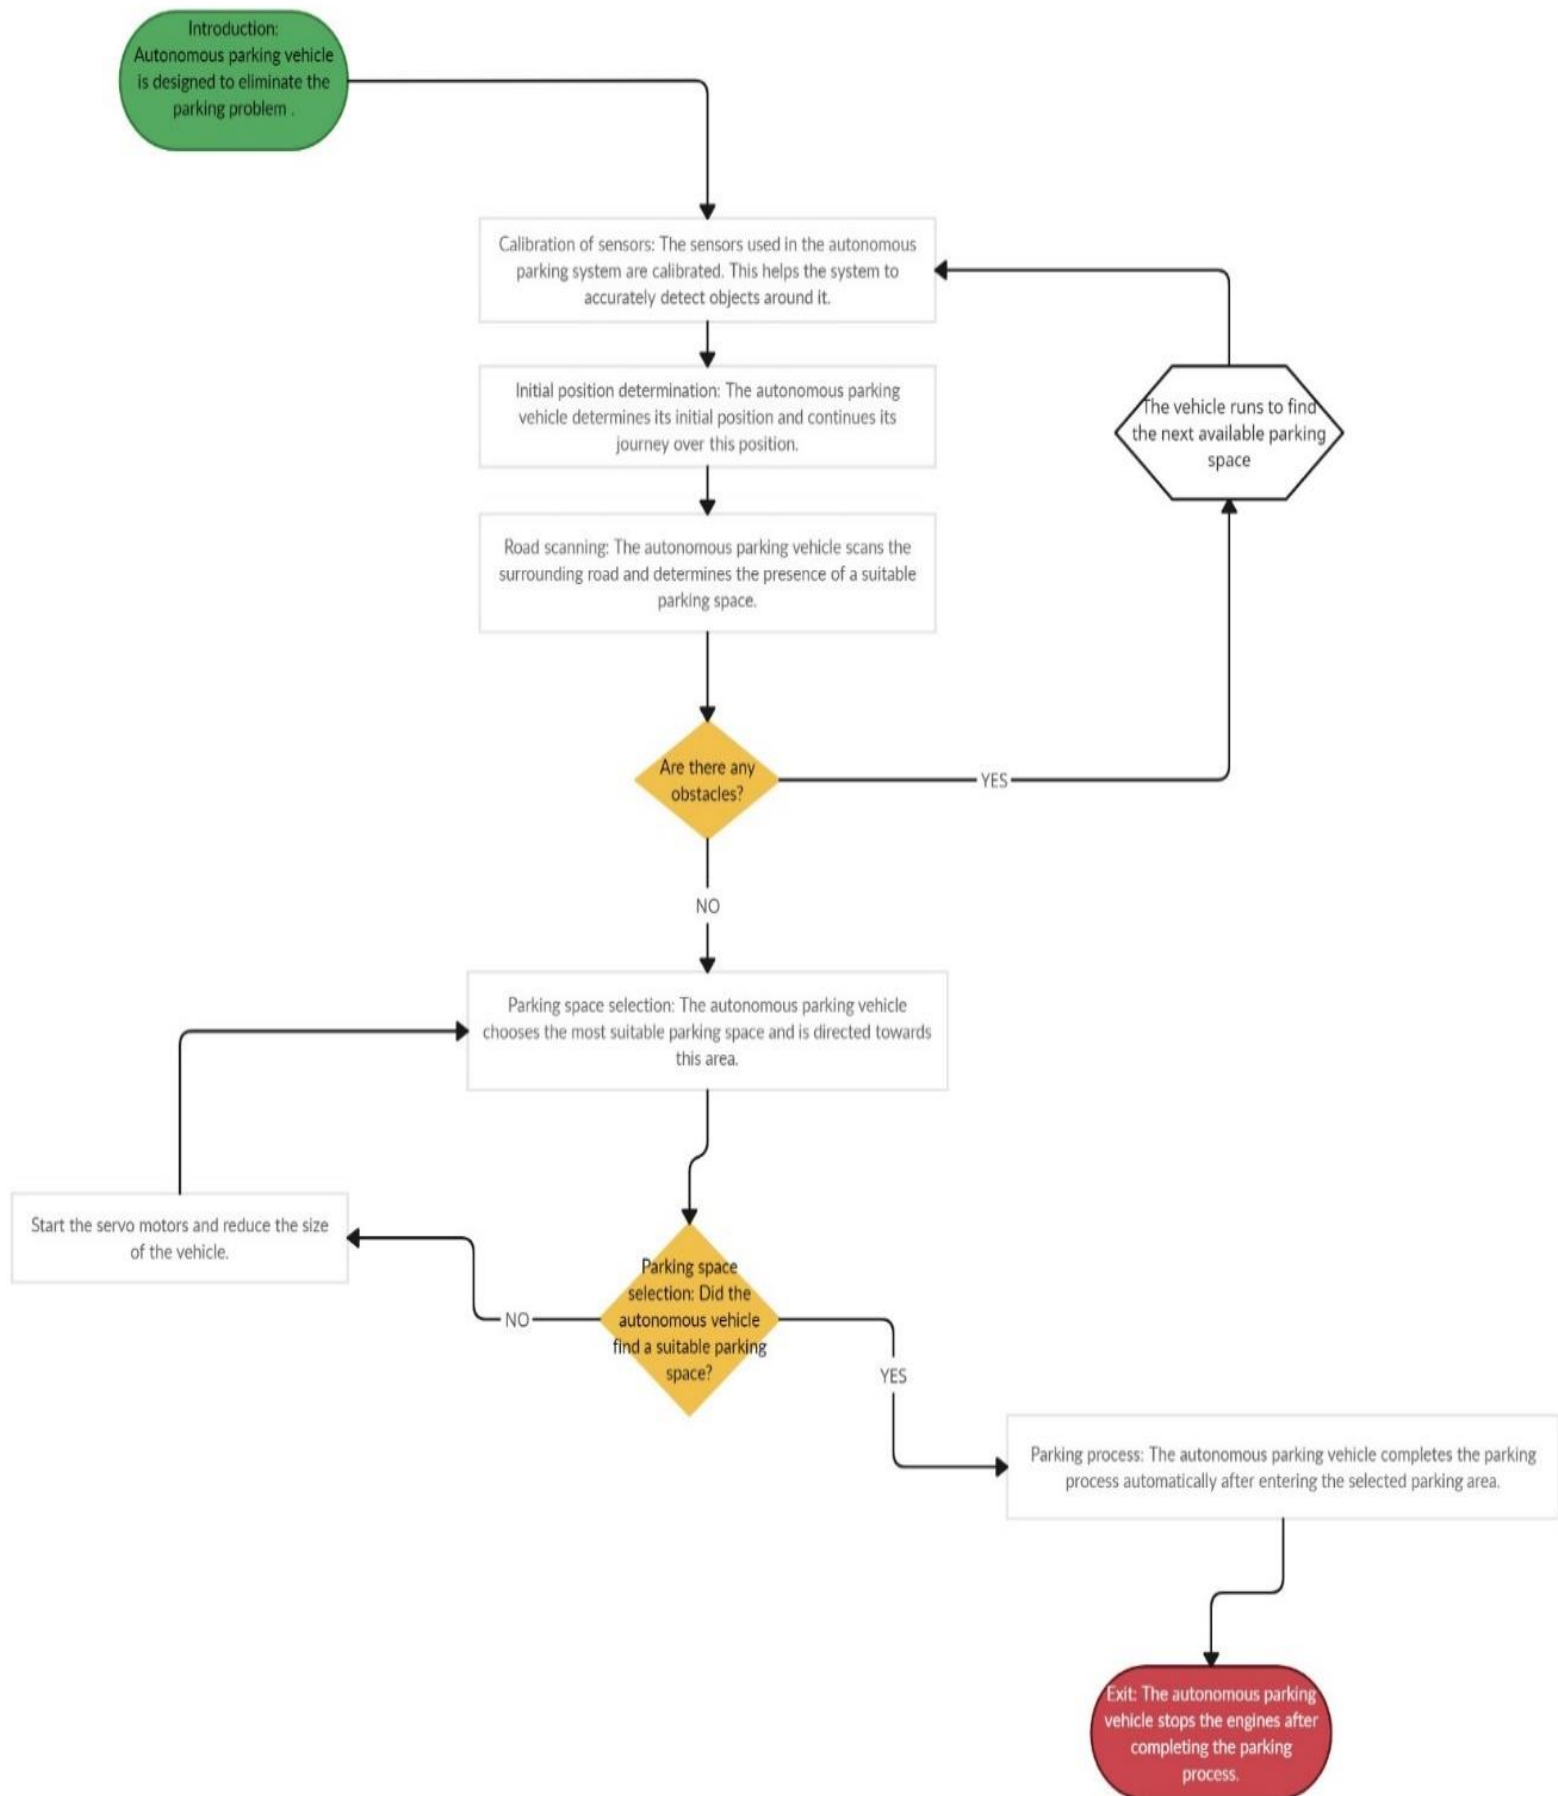 Introduction:
Autonomous parking vehicle
is designed to eliminate the
parking problem .
Calibration of sensors: The sensors used in the autonomous
parking system are calibrated. This helps the system to
accurately detect objects around it.
Initial position determination: The autonomous parking
vehicle determines its initial position and continues its
journey over this position.
The vehicle runs to find
the next available parking
space
Road scanning: The autonomous parking vehicle scans the
surrounding road and determines the presence of a suitable
parking space.
Are there any
obstacles?
YES
NO
Parking space selection: The autonomous parking vehicle
chooses the most suitable parking space and is directed towards
this area.
Start the servo motors and reduce the size
of the vehicle.
Parking space
selection: Did the
autonomous vehicle
find a suitable parking
space?
NO
YES
Parking process: The autonomous parking vehicle completes the parking
process automatically after entering the selected parking area.
Exit: The autonomous parking
vehicle stops the engines after
completing the parking
process.